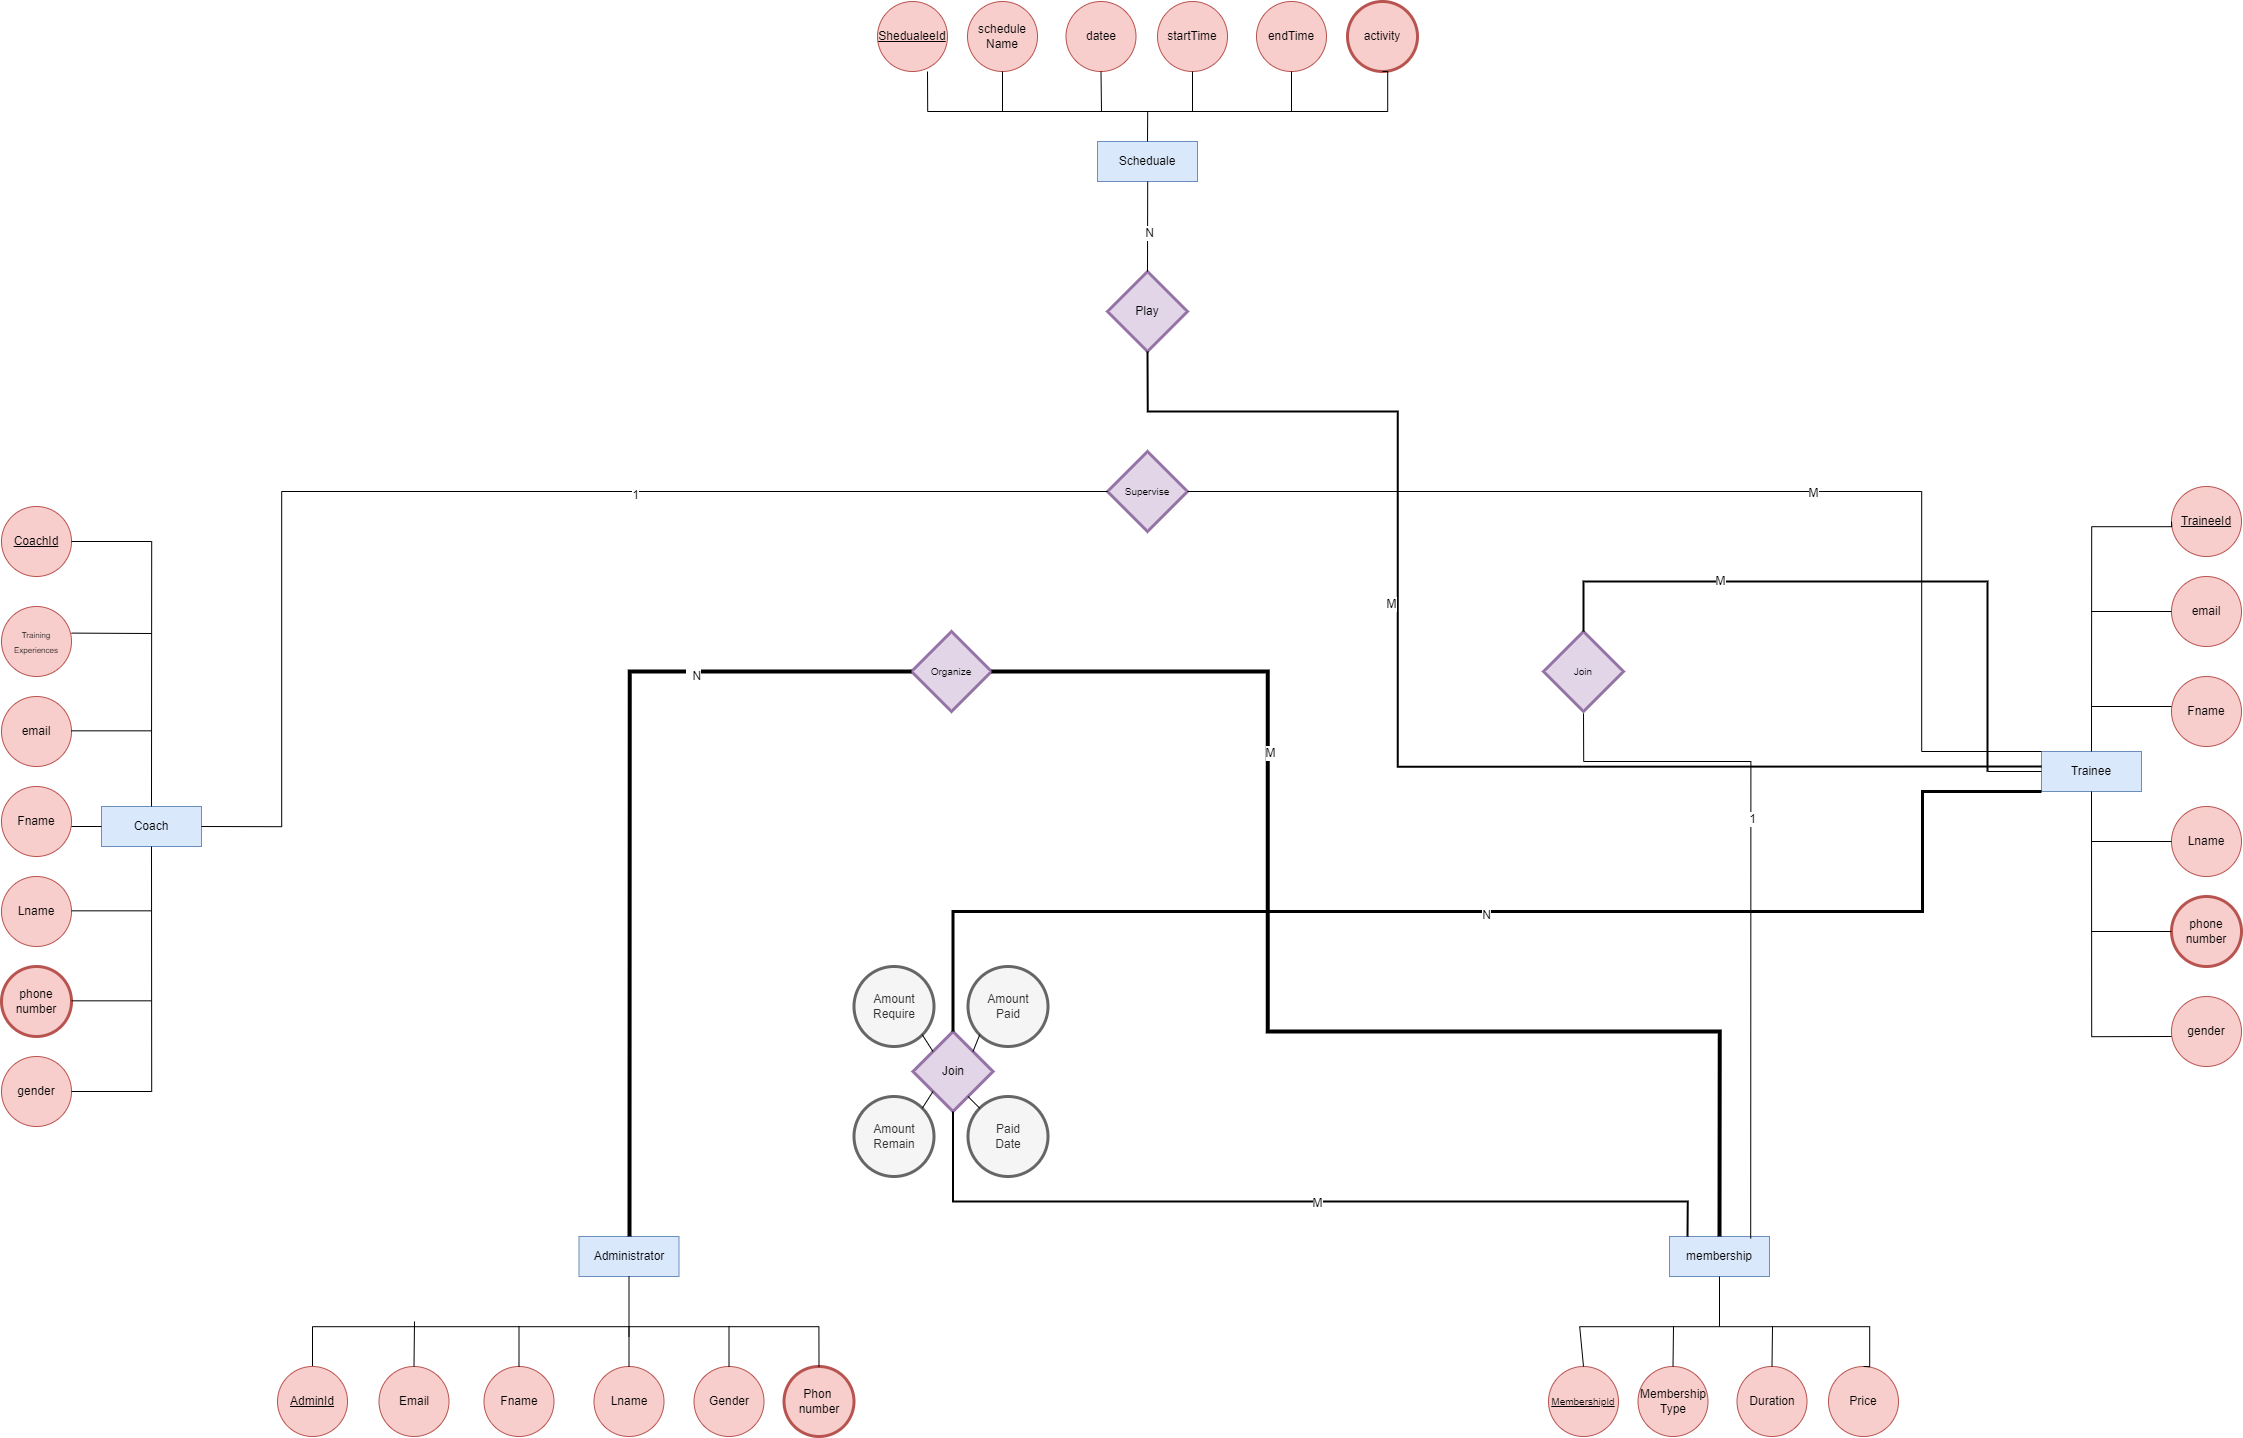 ShedualeeId
schedule
Name
datee
startTime
endTime
activity
Scheduale
N
Play
1
Supervise
M
CoachId
TraineeId
M
M
email
Training
Experiences
Organize
Join
N
email
Fname
M
Trainee
Fname
Coach
1
Lname
Lname
N
phone
number
phone
number
Amount
Require
Amount
Paid
gender
Join
gender
Amount
Remain
Paid
Date
M
Administrator
membership
AdminId
Email
Fname
Lname
Gender
Phon
number
MembershipId
Membership
Type
Duration
Price